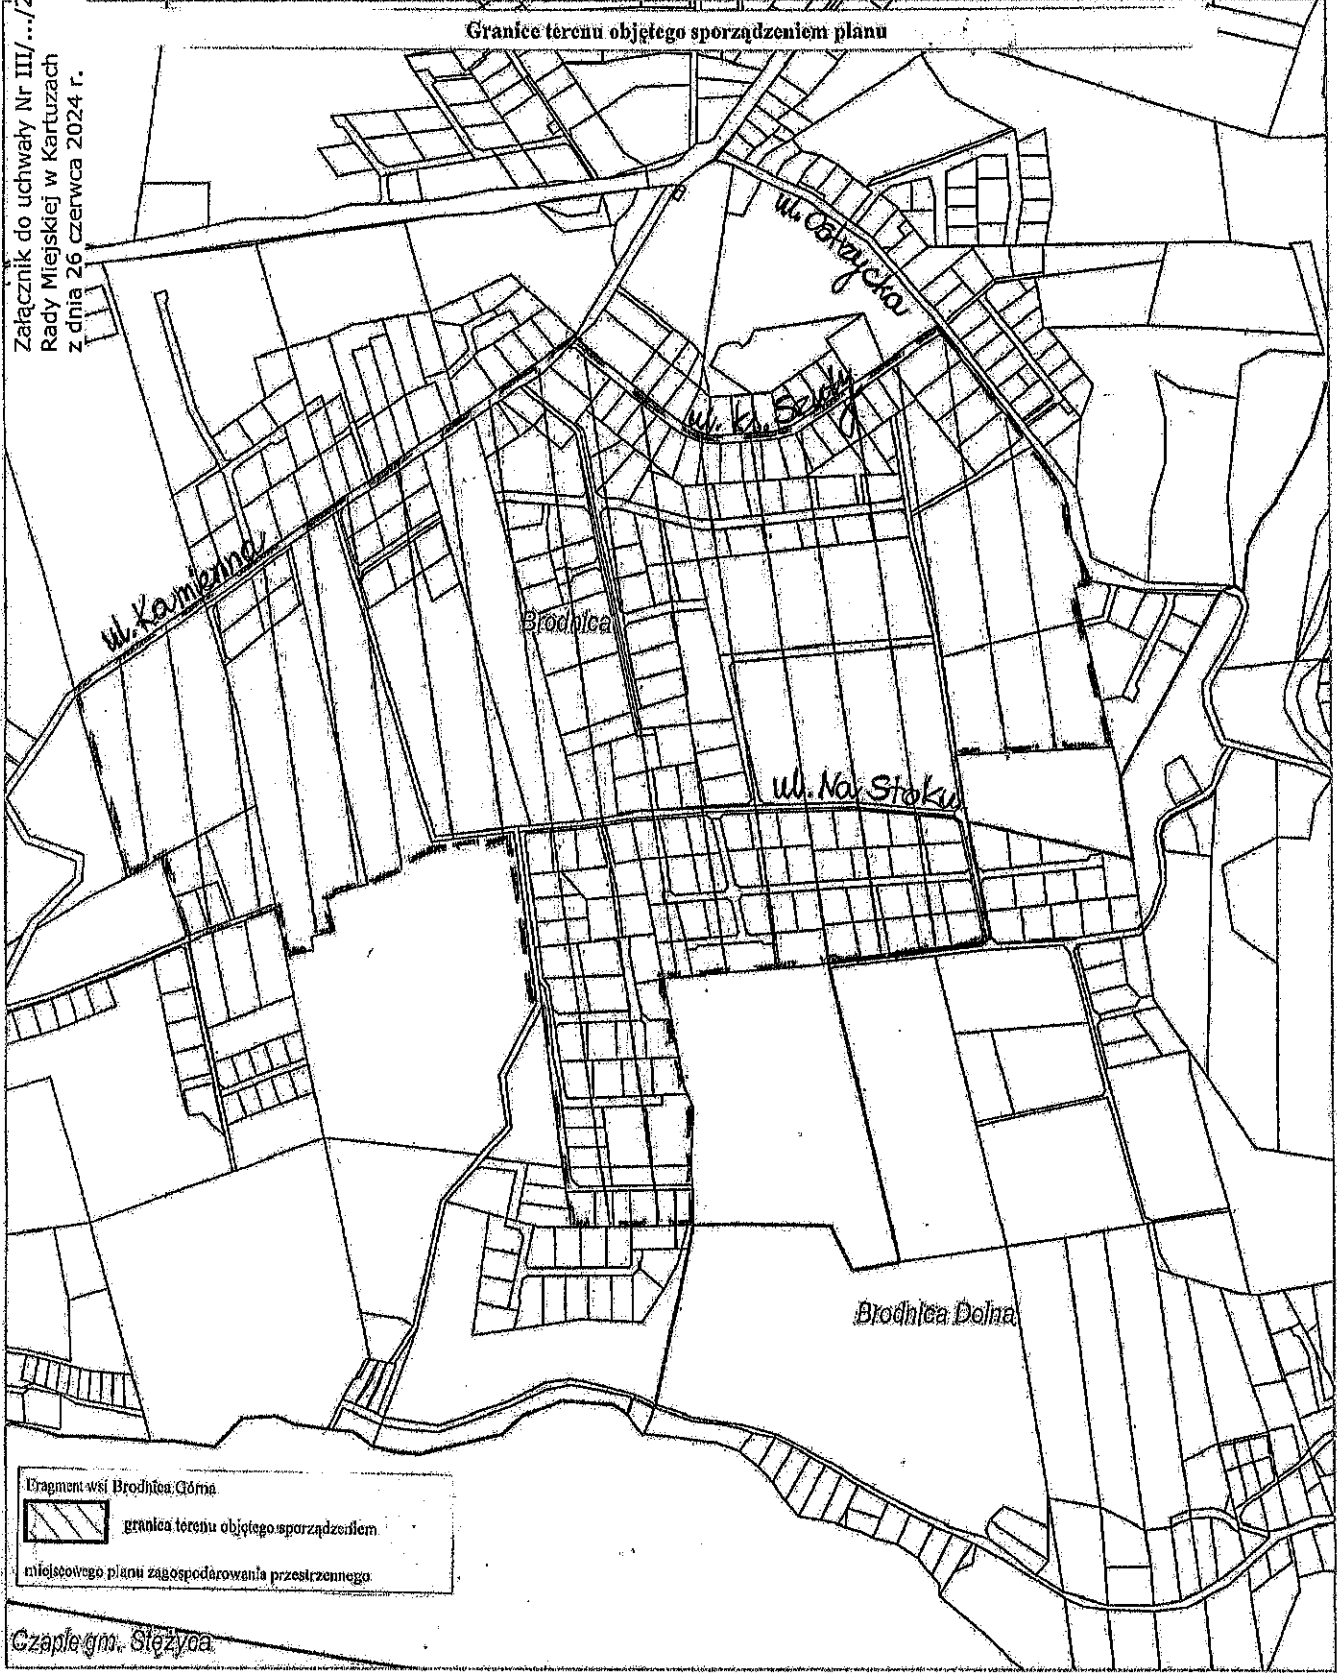 Załącznik do uchwały Nr III/.../2
Rady Miejskiej w Kartuzach
z dnia 26 czerwca 2024 r.
Granice terenu objętego sporządzeniem planu
ul. Ostrzycka
ul. Ks. Szuty
ul. Kamienna
Brodnica
ul. Na Stoku
Brodnica Dolna
Fragment wsi Brodnica Górna
granica terenu objętego sporządzeniem
miejscowego planu zagospodarowania przestrzennego
Czaple gm. Stężyca